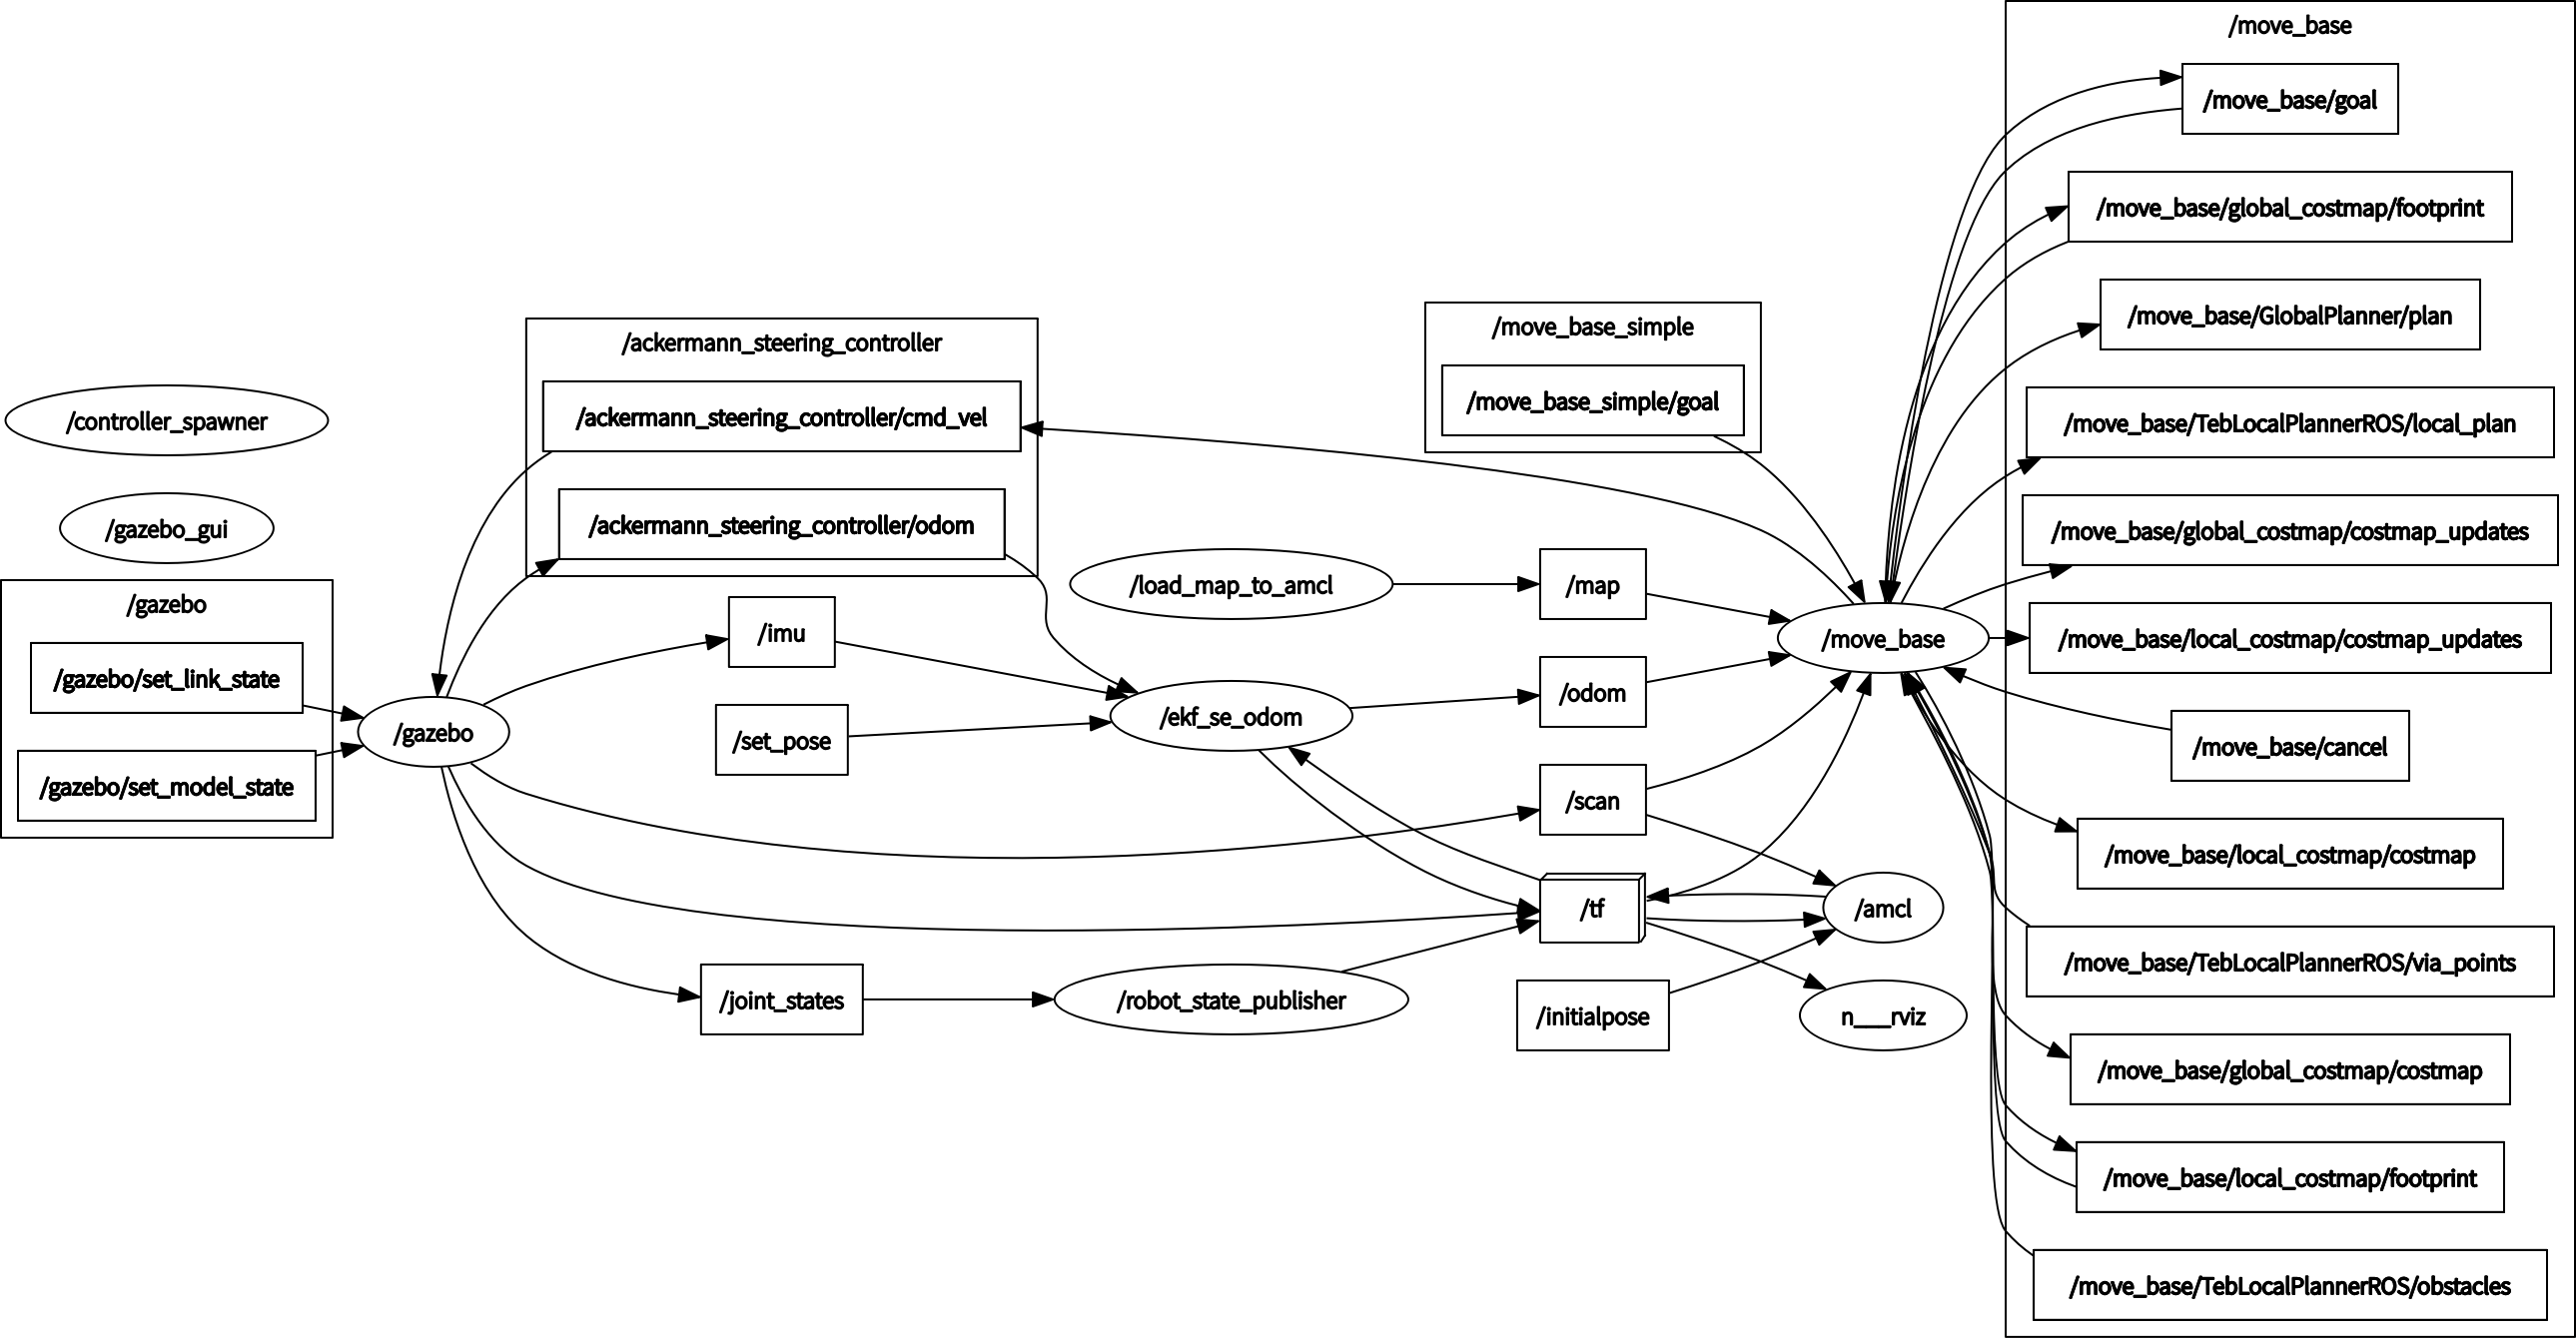 /controller_spawner
/gazebo_gui
/gazebo
/gazebo/set_link_state
/gazebo/set_model_state
/gazebo
/ackermann_steering_controller
/ackermann_steering_controller/cmd_vel
/ackermann_steering_controller/odom
/imu
/set_pose
/joint_states
/load_map_to_amcl
/ekf_se_odom
/robot_state_publisher
/move_base_simple
/move_base_simple/goal
/map
/odom
/scan
/tf
/initialpose
/move_base
/amcl
n___rviz
/move_base
/move_base/goal
/move_base/global_costmap/footprint
/move_base/GlobalPlanner/plan
/move_base/TebLocalPlannerROS/local_plan
/move_base/global_costmap/costmap_updates
/move_base/local_costmap/costmap_updates
/move_base/cancel
/move_base/local_costmap/costmap
/move_base/TebLocalPlannerROS/via_points
/move_base/global_costmap/costmap
/move_base/local_costmap/footprint
/move_base/TebLocalPlannerROS/obstacles